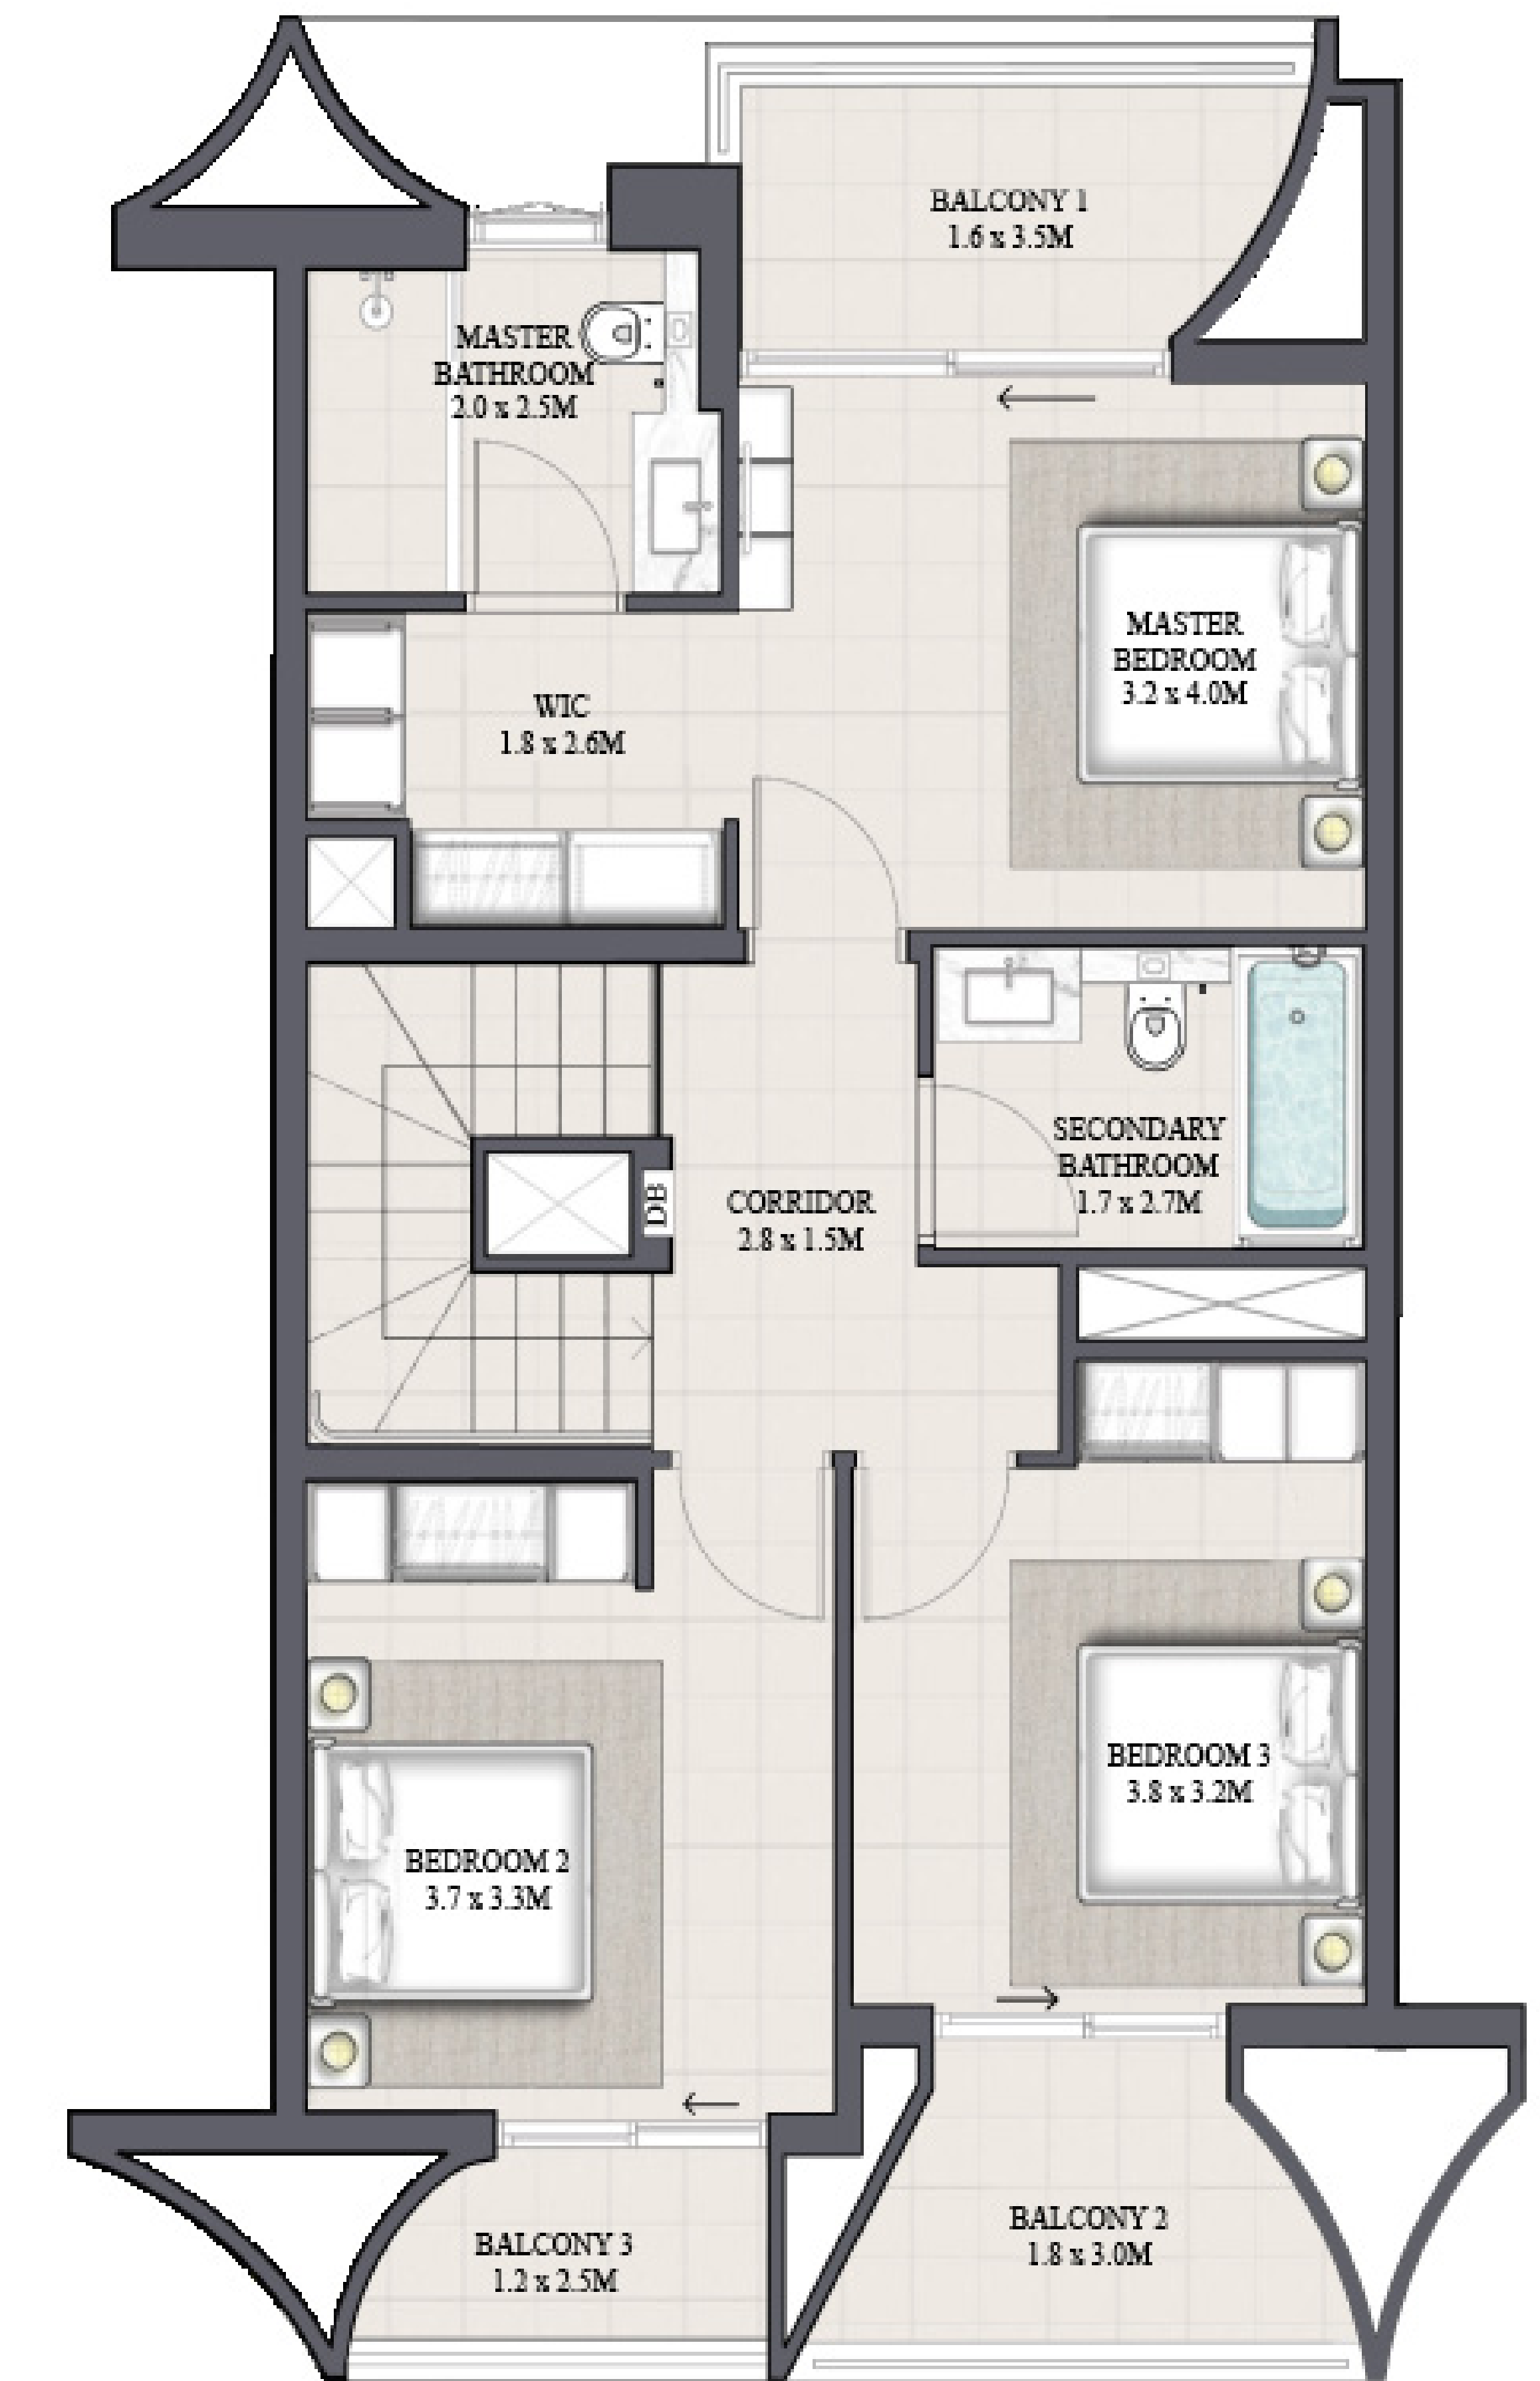 BALCONY 1
1.6 x 3.5M
MASTER
BATHROOM
2.0 x 2.5M
MASTER
BEDROOM
3.2 x 4.0M
WIC
1.8 x 2.6M
SECONDARY
BATHROOM
1.7 x 2.7M
DB
CORRIDOR
2.8 x 1.5M
BEDROOM 3
3.8 x 3.2M
BEDROOM 2
3.7 x 3.3M
BALCONY 2
1.8 x 3.0M
BALCONY 3
1.2 x 2.5M